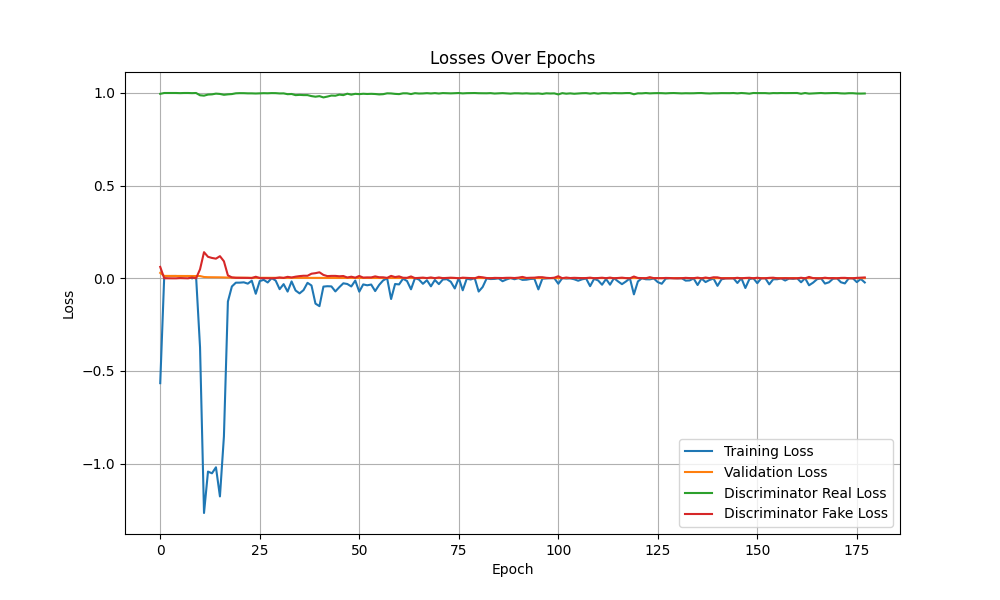 Losses Over Epochs
1.0
0.5
0.0
−0.5
−1.0
Loss
0 25 50 75 100 125 150 175
Epoch
Training Loss
Validation Loss
Discriminator Real Loss
Discriminator Fake Loss